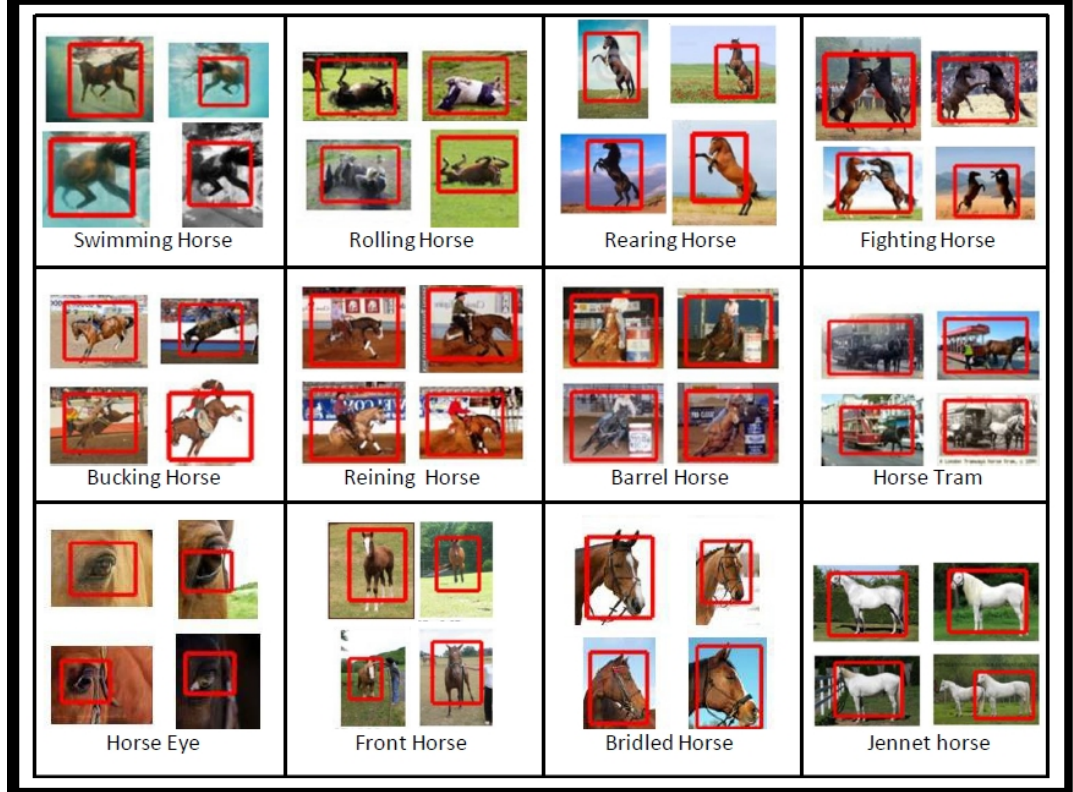 Swimming Horse
Rolling Horse
Rearing Horse
Fighting Horse
Bucking Horse
Reining Horse
Barrel Horse
Horse Tram
Horse Eye
Front Horse
Bridled Horse
Jennet horse